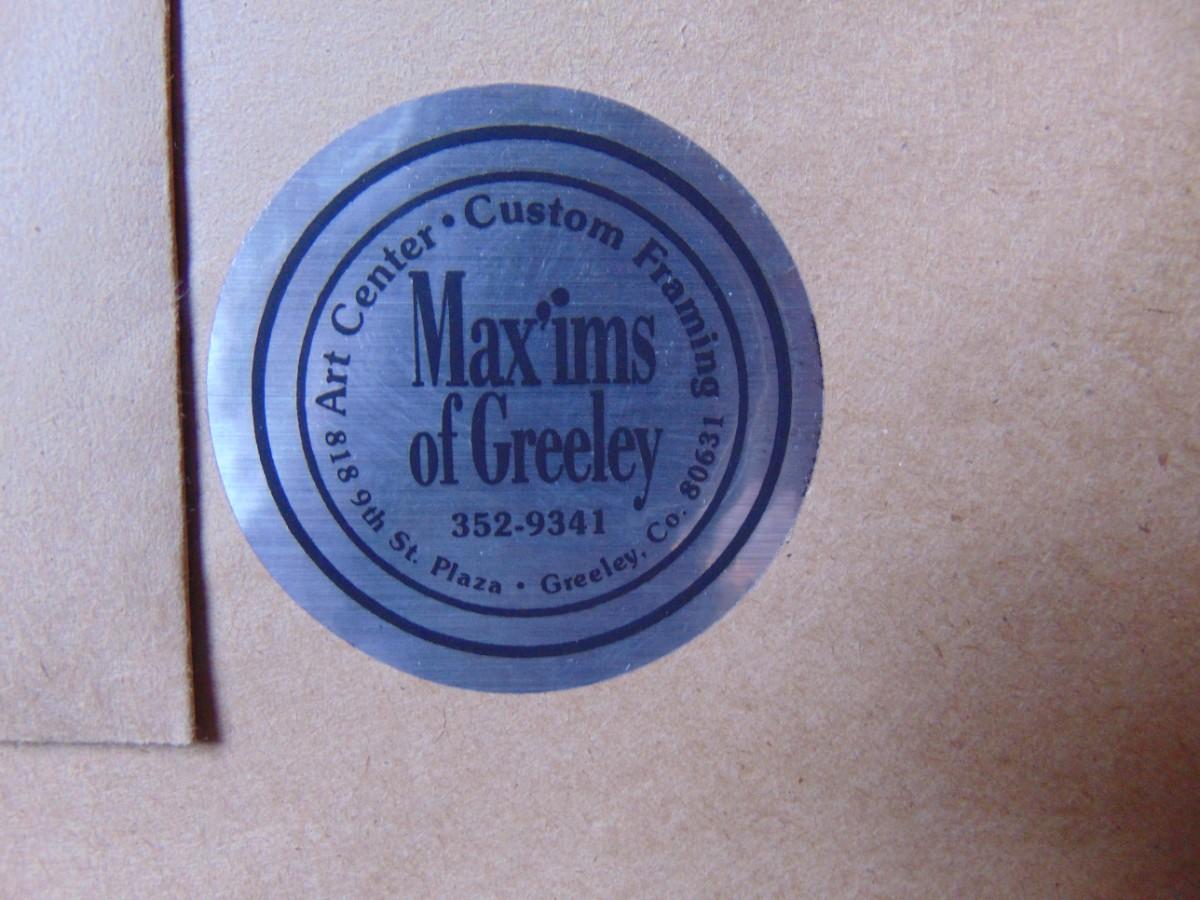 Art Center • Custom Framing
Max'ims
of Greeley
352-9341
818 9th St. Plaza • Greeley, Co. 80631